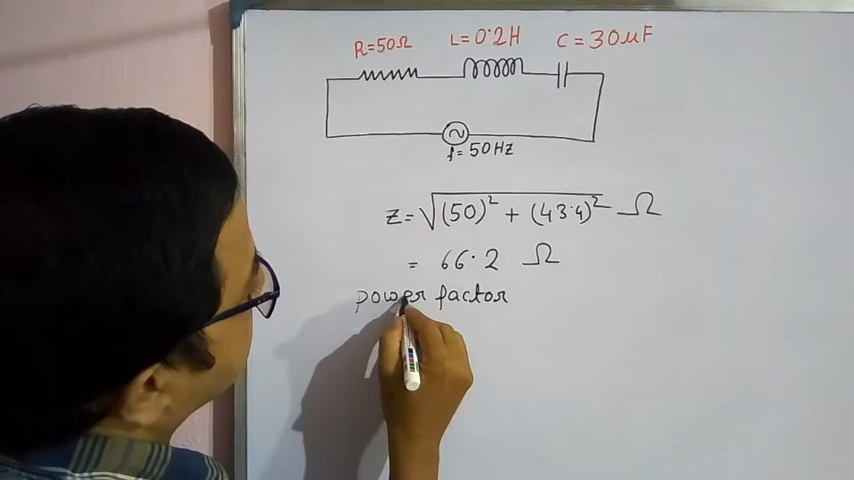 R=50Ω L=0.2H C=30μF
f=50HZ
Z=√(50)² + (43.4)² Ω
= 66.2 Ω
power factor